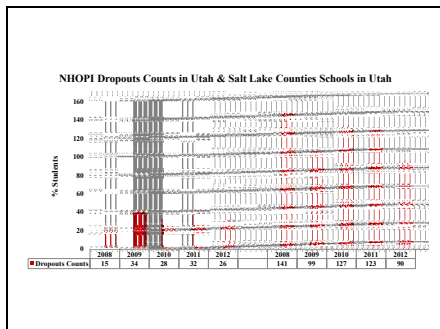 NHOPI Dropouts Counts in Utah & Salt Lake Counties Schools in Utah
% Students
160
140
120
100
80
60
40
20
0
2008 2009 2010 2011 2012 2008 2009 2010 2011 2012
Dropouts Counts 15 34 28 32 26 141 99 127 123 90